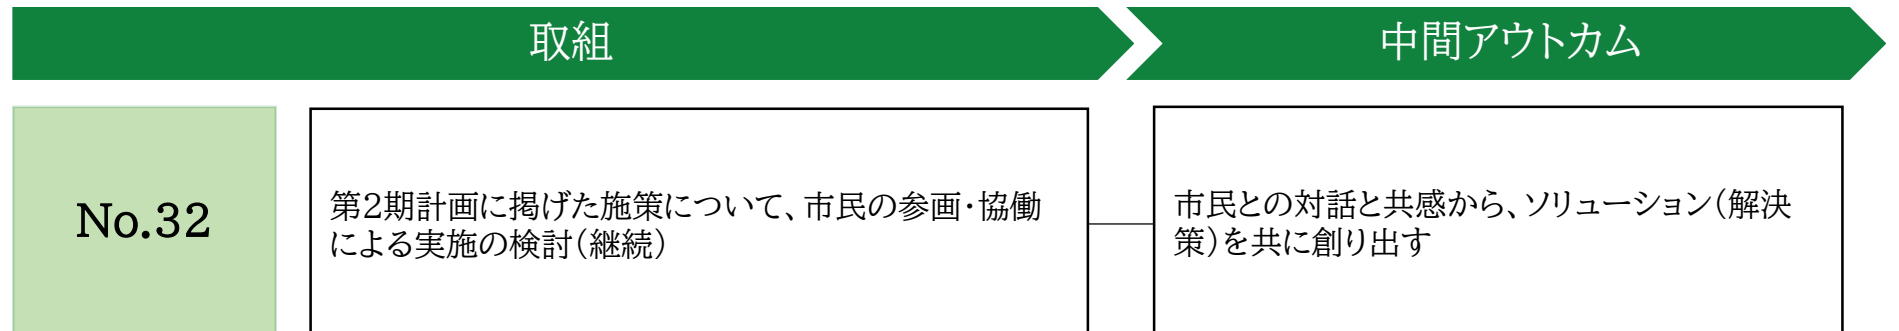 取組
中間アウトカム
No.32
第2期計画に掲げた施策について、市民の参画・協働
による実施の検討（継続）
市民との対話と共感から、ソリューション（解決
策）を共に創り出す